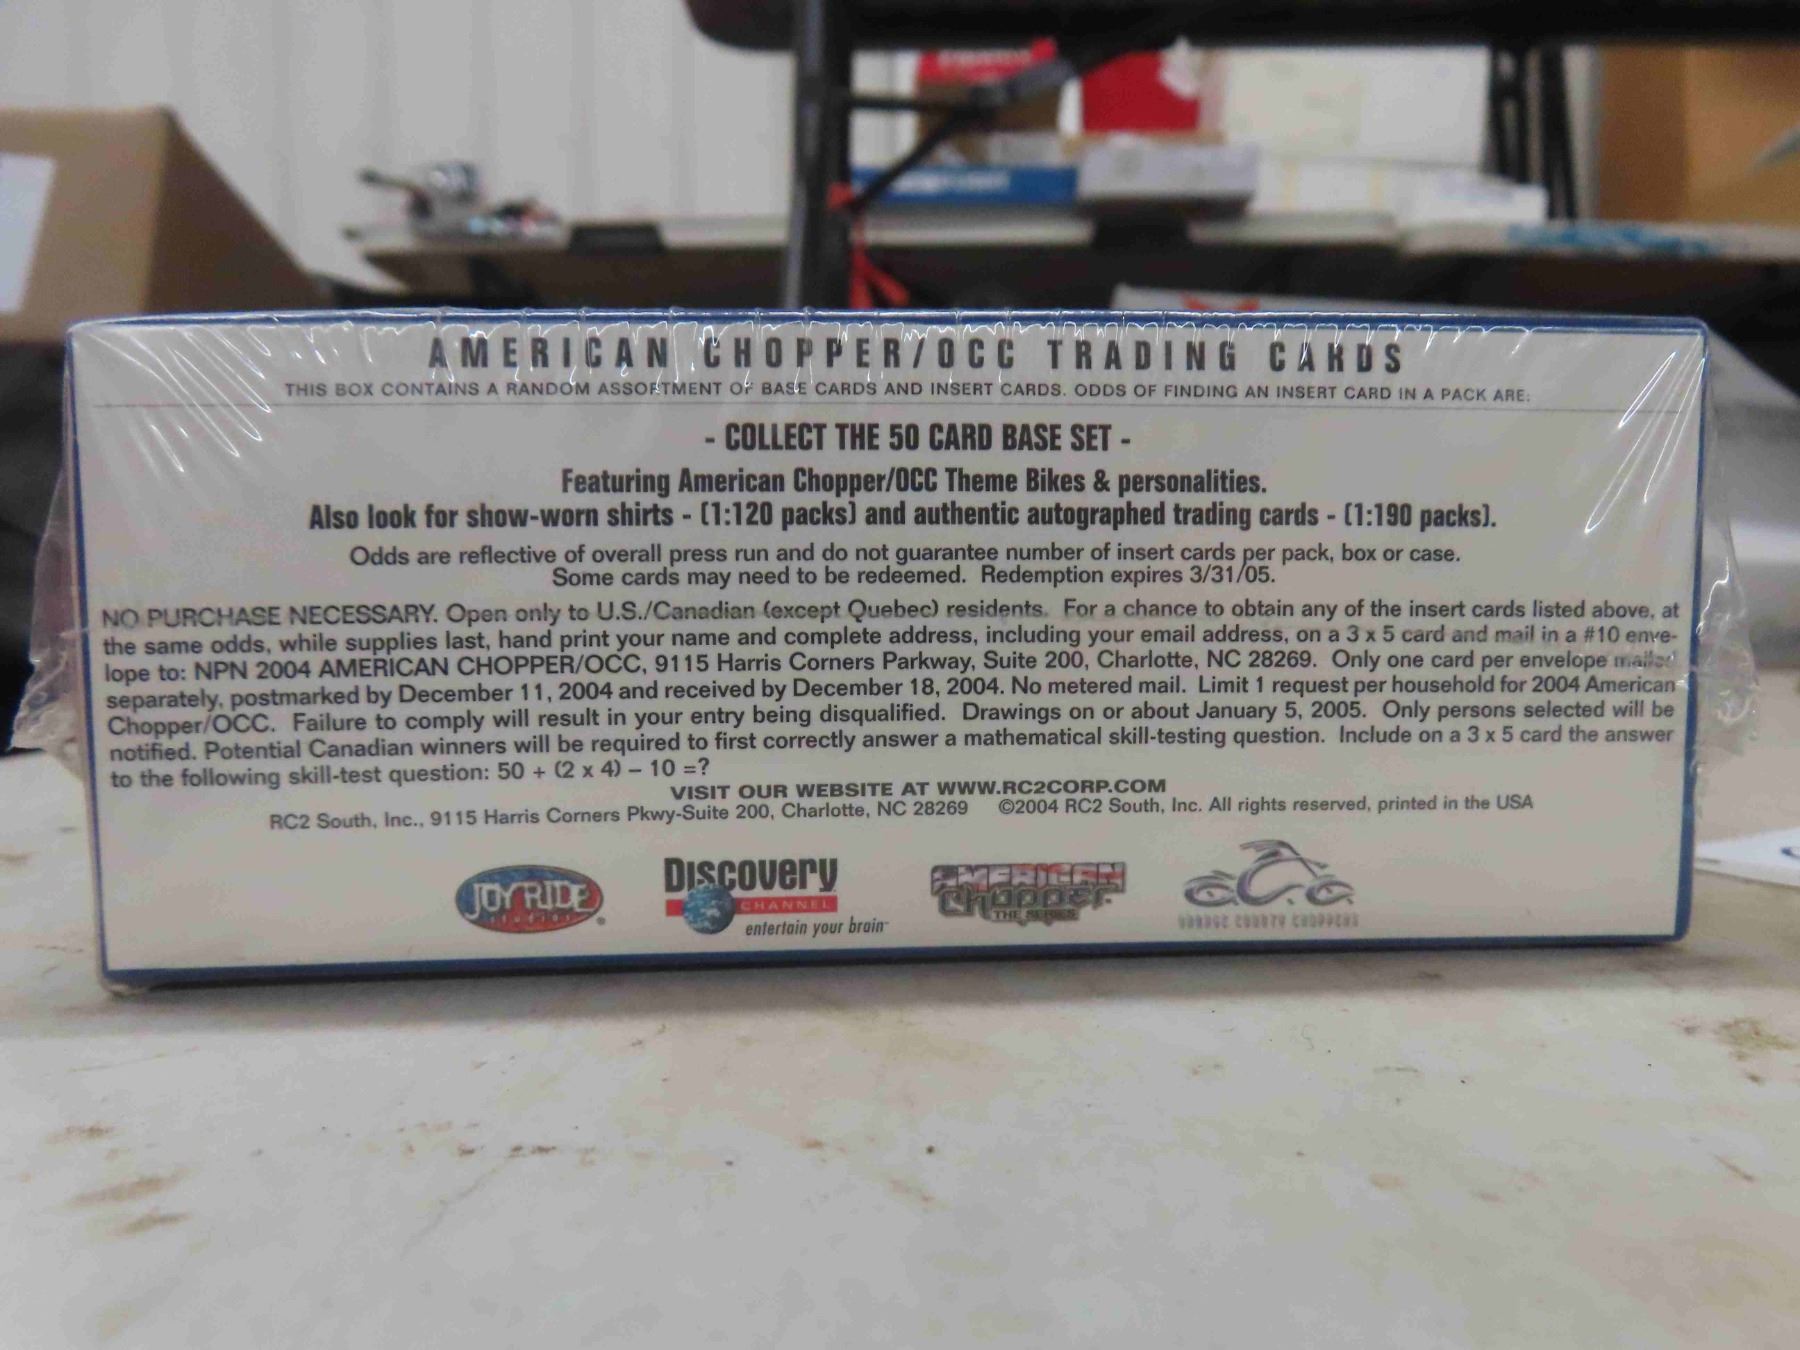 AMERICAN CHOPPER/OCC TRADING CARDS
THIS BOX CONTAINS A RANDOM ASSORTMENT OF BASE CARDS AND INSERT CARDS. ODDS OF FINDING AN INSERT CARD IN A PACK ARE:
- COLLECT THE 50 CARD BASE SET -
Featuring American Chopper/OCC Theme Bikes & personalities.
Also look for show-worn shirts - (1:120 packs) and authentic autographed trading cards - (1:190 packs).
Odds are reflective of overall press run and do not guarantee number of insert cards per pack, box or case.
Some cards may need to be redeemed. Redemption expires 3/31/05.
NO PURCHASE NECESSARY. Open only to U.S./Canadian (except Quebec) residents. For a chance to obtain any of the insert cards listed above, at
the same odds, while supplies last, hand print your name and complete address, including your email address, on a 3 x 5 card and mail in a #10 enve-
lope to: NPN 2004 AMERICAN CHOPPER/OCC, 9115 Harris Corners Parkway, Suite 200, Charlotte, NC 28269. Only one card per envelope mailed
separately, postmarked by December 11, 2004 and received by December 18, 2004. No metered mail. Limit 1 request per household for 2004 American
Chopper/OCC. Failure to comply will result in your entry being disqualified. Drawings on or about January 5, 2005. Only persons selected will be
notified. Potential Canadian winners will be required to first correctly answer a mathematical skill-testing question. Include on a 3 x 5 card the answer
to the following skill-test question: 50 + (2 x 4) – 10 =?
VISIT OUR WEBSITE AT WWW.RC2CORP.COM
RC2 South, Inc., 9115 Harris Corners Pkwy-Suite 200, Charlotte, NC 28269 ©2004 RC2 South, Inc. All rights reserved, printed in the USA
JOYRIDE
studios
Discovery
CHANNEL
entertain your brain™
AMERICAN
Chopper
THE SERIES
ORANGE COUNTY CHOPPERS